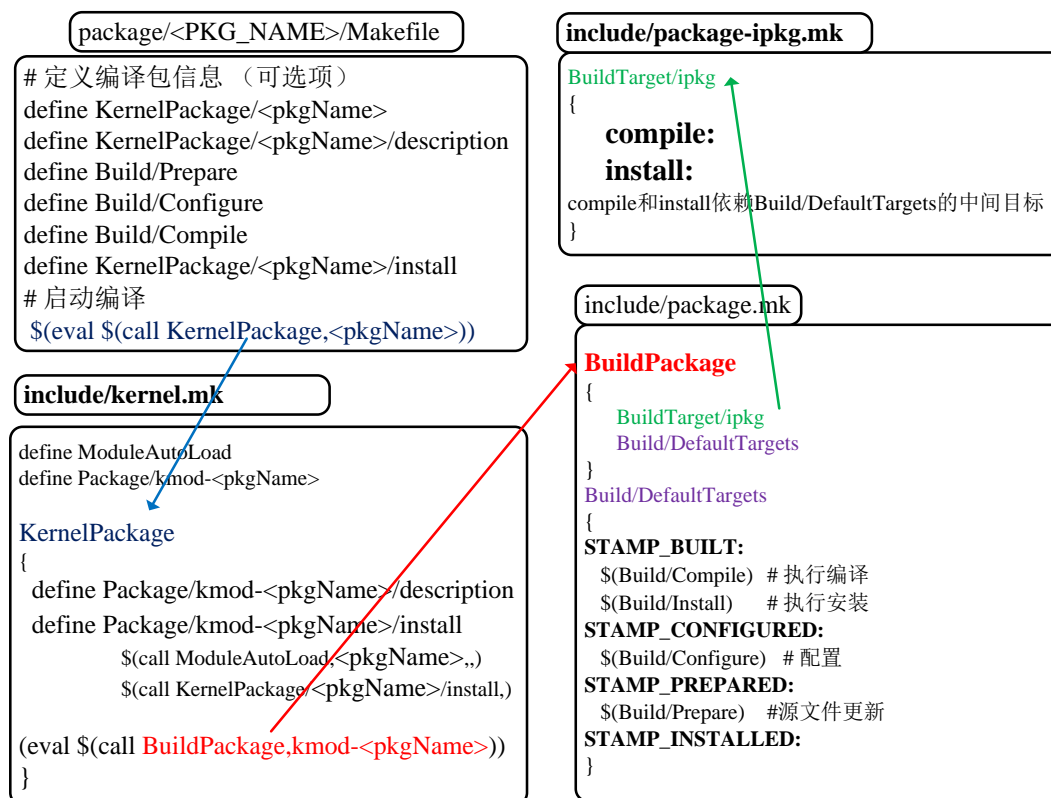 package/<PKG_NAME>/Makefile
# 定义编译包信息 （可选项）
define KernelPackage/<pkgName>
define KernelPackage/<pkgName>/description
define Build/Prepare
define Build/Configure
define Build/Compile
define KernelPackage/<pkgName>/install
# 启动编译
$(eval $(call KernelPackage,<pkgName>))
include/kernel.mk
define ModuleAutoLoad
define Package/kmod-<pkgName>
KernelPackage
{
define Package/kmod-<pkgName>/description
define Package/kmod-<pkgName>/install
$(call ModuleAutoLoad,<pkgName>,,)
$(call KernelPackage/<pkgName>/install,)
(eval $(call BuildPackage,kmod-<pkgName>))
}
include/package-ipkg.mk
BuildTarget/ipkg
{
compile:
install:
compile和install依赖Build/DefaultTargets的中间目标
}
include/package.mk
BuildPackage
{
BuildTarget/ipkg
Build/DefaultTargets
}
Build/DefaultTargets
{
STAMP_BUILT:
$(Build/Compile) # 执行编译
$(Build/Install) # 执行安装
STAMP_CONFIGURED:
$(Build/Configure) # 配置
STAMP_PREPARED:
$(Build/Prepare) #源文件更新
STAMP_INSTALLED:
}